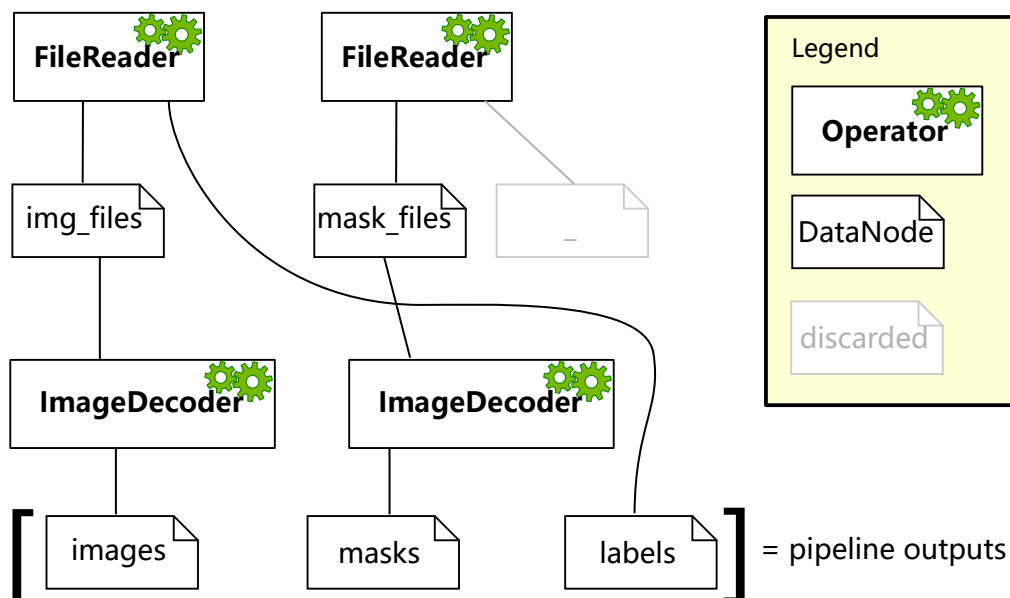 FileReader
FileReader
img_files
mask_files
_
ImageDecoder
ImageDecoder
[ images masks labels ] = pipeline outputs
Legend
Operator
DataNode
discarded